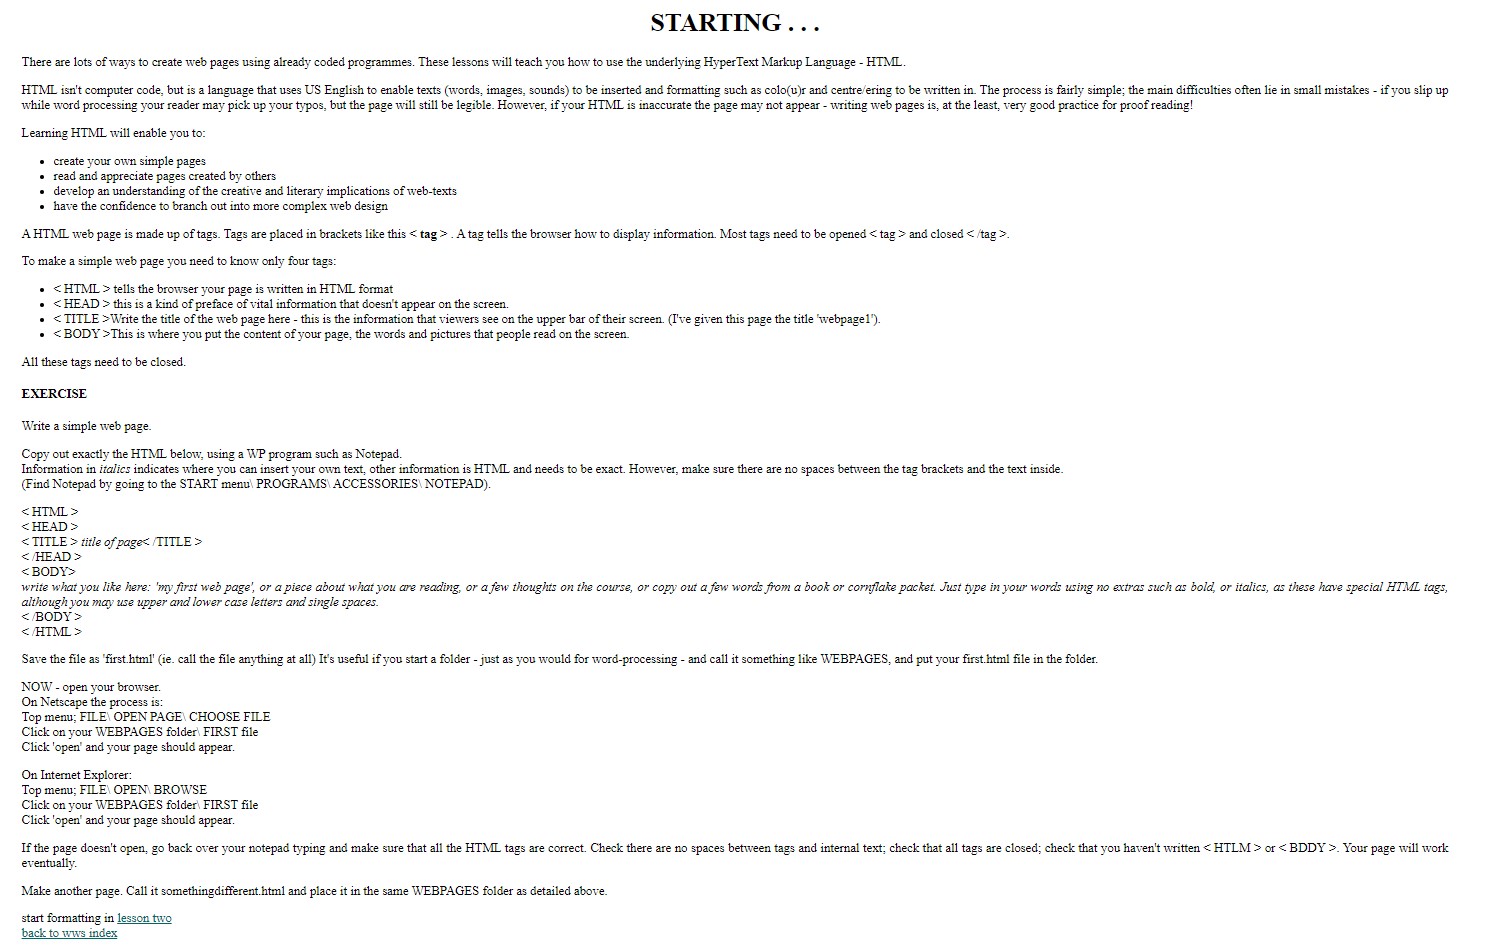 STARTING . . .
There are lots of ways to create web pages using already coded programmes. These lessons will teach you how to use the underlying HyperText Markup Language - HTML.
HTML isn't computer code, but is a language that uses US English to enable texts (words, images, sounds) to be inserted and formatting such as colo(u)r and centre/ering to be written in. The process is fairly simple; the main difficulties often lie in small mistakes - if you slip up
while word processing your reader may pick up your typos, but the page will still be legible. However, if your HTML is inaccurate the page may not appear - writing web pages is, at the least, very good practice for proof reading!
Learning HTML will enable you to:
• create your own simple pages
• read and appreciate pages created by others
• develop an understanding of the creative and literary implications of web-texts
• have the confidence to branch out into more complex web design
A HTML web page is made up of tags. Tags are placed in brackets like this < tag > . A tag tells the browser how to display information. Most tags need to be opened < tag > and closed < /tag >.
To make a simple web page you need to know only four tags:
• < HTML > tells the browser your page is written in HTML format
• < HEAD > this is a kind of preface of vital information that doesn't appear on the screen.
• < TITLE >Write the title of the web page here - this is the information that viewers see on the upper bar of their screen. (I've given this page the title 'webpage1').
• < BODY >This is where you put the content of your page, the words and pictures that people read on the screen.
All these tags need to be closed.
EXERCISE
Write a simple web page.
Copy out exactly the HTML below, using a WP program such as Notepad.
Information in italics indicates where you can insert your own text, other information is HTML and needs to be exact. However, make sure there are no spaces between the tag brackets and the text inside.
(Find Notepad by going to the START menu\ PROGRAMS\ ACCESSORIES\ NOTEPAD).
< HTML >
< HEAD >
< TITLE > title of page< /TITLE >
< /HEAD >
< BODY>
write what you like here: 'my first web page', or a piece about what you are reading, or a few thoughts on the course, or copy out a few words from a book or cornflake packet. Just type in your words using no extras such as bold, or italics, as these have special HTML tags,
although you may use upper and lower case letters and single spaces.
< /BODY >
< /HTML >
Save the file as 'first.html' (ie. call the file anything at all) It's useful if you start a folder - just as you would for word-processing - and call it something like WEBPAGES, and put your first.html file in the folder.
NOW - open your browser.
On Netscape the process is:
Top menu; FILE\ OPEN PAGE\ CHOOSE FILE
Click on your WEBPAGES folder\ FIRST file
Click 'open' and your page should appear.
On Internet Explorer:
Top menu; FILE\ OPEN\ BROWSE
Click on your WEBPAGES folder\ FIRST file
Click 'open' and your page should appear.
If the page doesn't open, go back over your notepad typing and make sure that all the HTML tags are correct. Check there are no spaces between tags and internal text; check that all tags are closed; check that you haven't written < HTLM > or < BDDY >. Your page will work
eventually.
Make another page. Call it somethingdifferent.html and place it in the same WEBPAGES folder as detailed above.
start formatting in lesson two
back to wws index